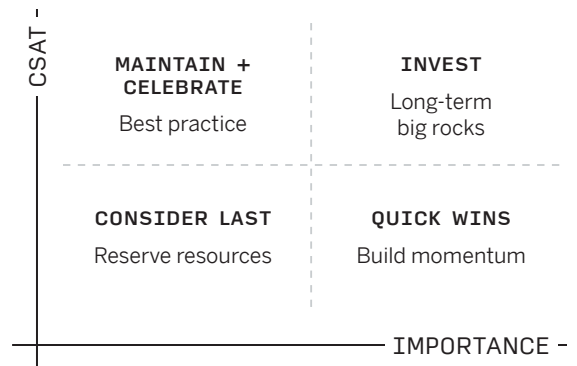 CSAT
MAINTAIN +
CELEBRATE
Best practice
INVEST
Long-term
big rocks
CONSIDER LAST
Reserve resources
QUICK WINS
Build momentum
IMPORTANCE